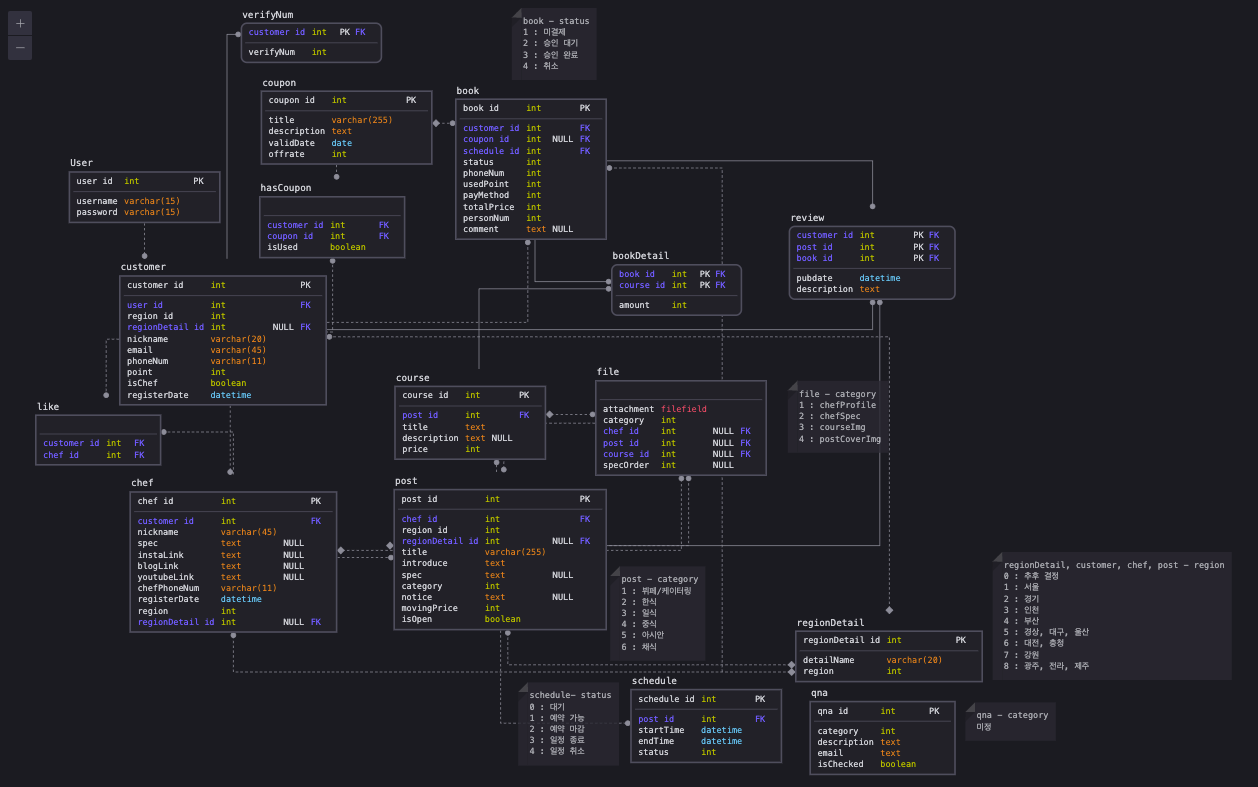 +
−
verifyNum
customer id int PK FK
verifyNum int
book - status
1 : 미결제
2 : 승인 대기
3 : 승인 완료
4 : 취소
coupon
coupon id int PK
title varchar(255)
description text
validDate date
offrate int
book
book id int PK
customer id int FK
coupon id int NULL FK
schedule id int FK
status int
phoneNum int
usedPoint int
payMethod int
totalPrice int
personNum int
comment text NULL
User
user id int PK
username varchar(15)
password varchar(15)
hasCoupon
customer id int FK
coupon id int FK
isUsed boolean
review
customer id int PK FK
post id int PK FK
book id int PK FK
pubdate datetime
description text
bookDetail
book id int PK FK
course id int PK FK
amount int
customer
customer id int PK
user id int FK
region id int
regionDetail id int NULL FK
nickname varchar(20)
email varchar(45)
phoneNum varchar(11)
point int
isChef boolean
registerDate datetime
course
course id int PK
post id int FK
title text
description text NULL
price int
file
attachment filefield
category int
chef id int NULL FK
post id int NULL FK
course id int NULL FK
specOrder int NULL
file - category
1 : chefProfile
2 : chefSpec
3 : courseImg
4 : postCoverImg
like
customer id int FK
chef id int FK
chef
chef id int PK
customer id int FK
nickname varchar(45)
spec text NULL
instaLink text NULL
blogLink text NULL
youtubeLink text NULL
chefPhoneNum varchar(11)
registerDate datetime
region int
regionDetail id int NULL FK
post
post id int PK
chef id int FK
region id int
regionDetail id int NULL FK
title varchar(255)
introduce text
spec text NULL
category int
notice text NULL
movingPrice int
isOpen boolean
post - category
1 : 뷔페/케이터링
2 : 한식
3 : 일식
4 : 중식
5 : 아시안
6 : 채식
regionDetail, customer, chef, post - region
0 : 추후 결정
1 : 서울
2 : 경기
3 : 인천
4 : 부산
5 : 경상, 대구, 울산
6 : 대전, 충청
7 : 강원
8 : 광주, 전라, 제주
regionDetail
regionDetail id int PK
detailName varchar(20)
region int
schedule- status
0 : 대기
1 : 예약 가능
2 : 예약 마감
3 : 일정 종료
4 : 일정 취소
schedule
schedule id int PK
post id int FK
startTime datetime
endTime datetime
status int
qna
qna id int PK
category int
description text
email text
isChecked boolean
qna - category
미정